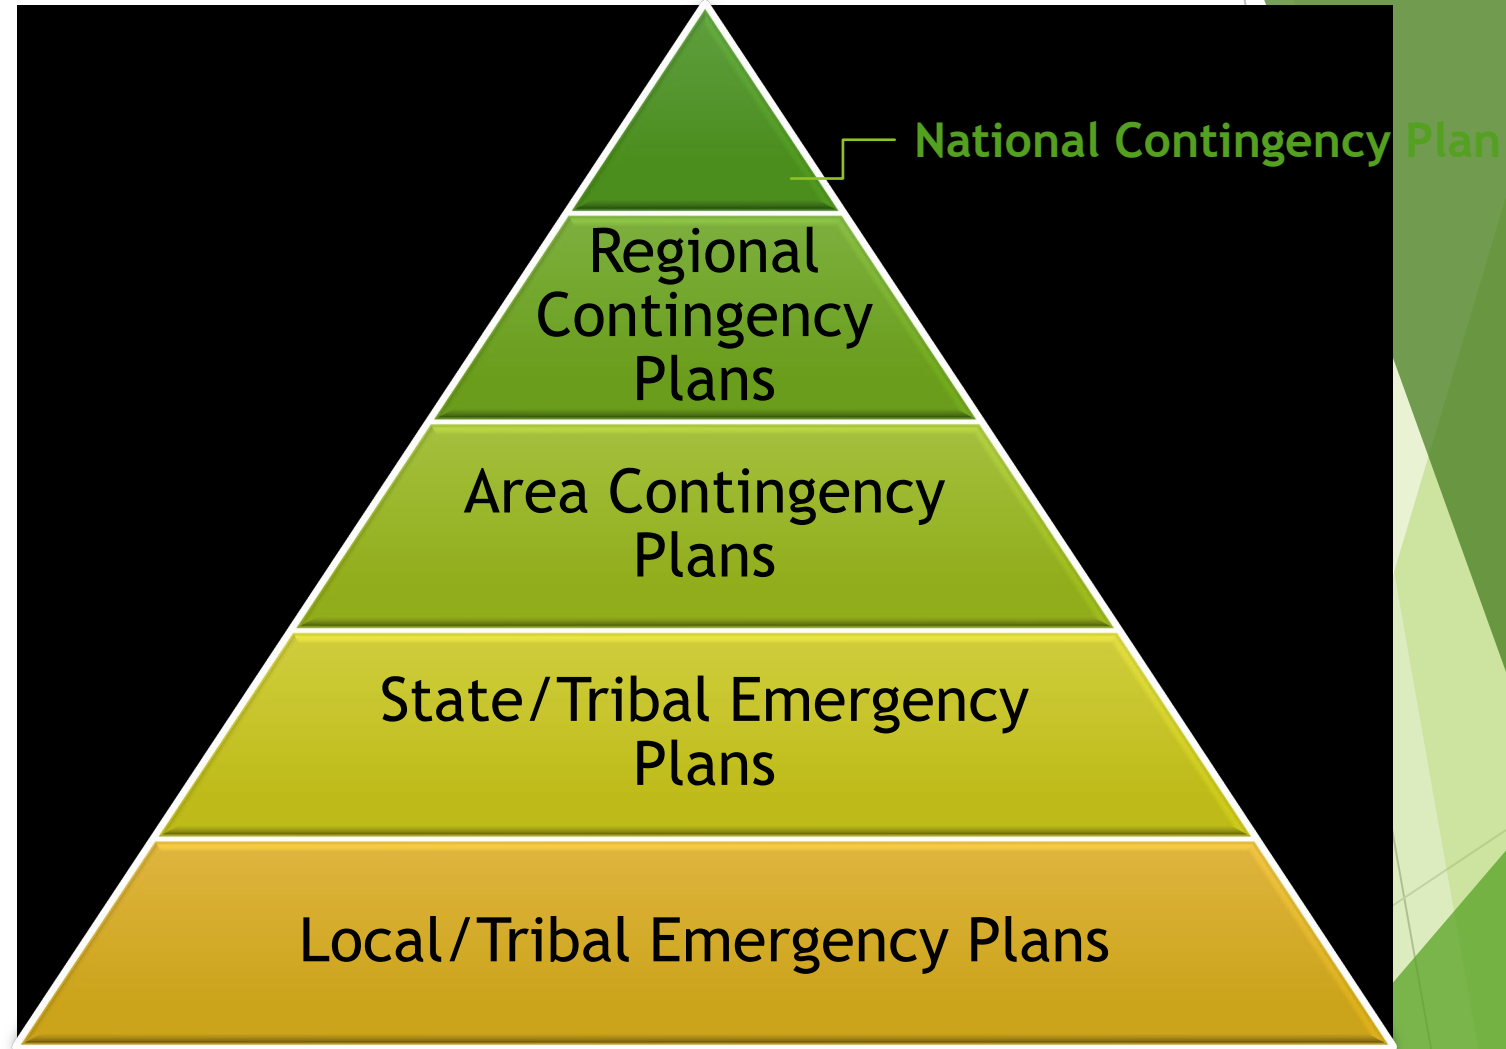 National Contingency Plan
Regional
Contingency
Plans
Area Contingency
Plans
State/Tribal Emergency
Plans
Local/Tribal Emergency Plans